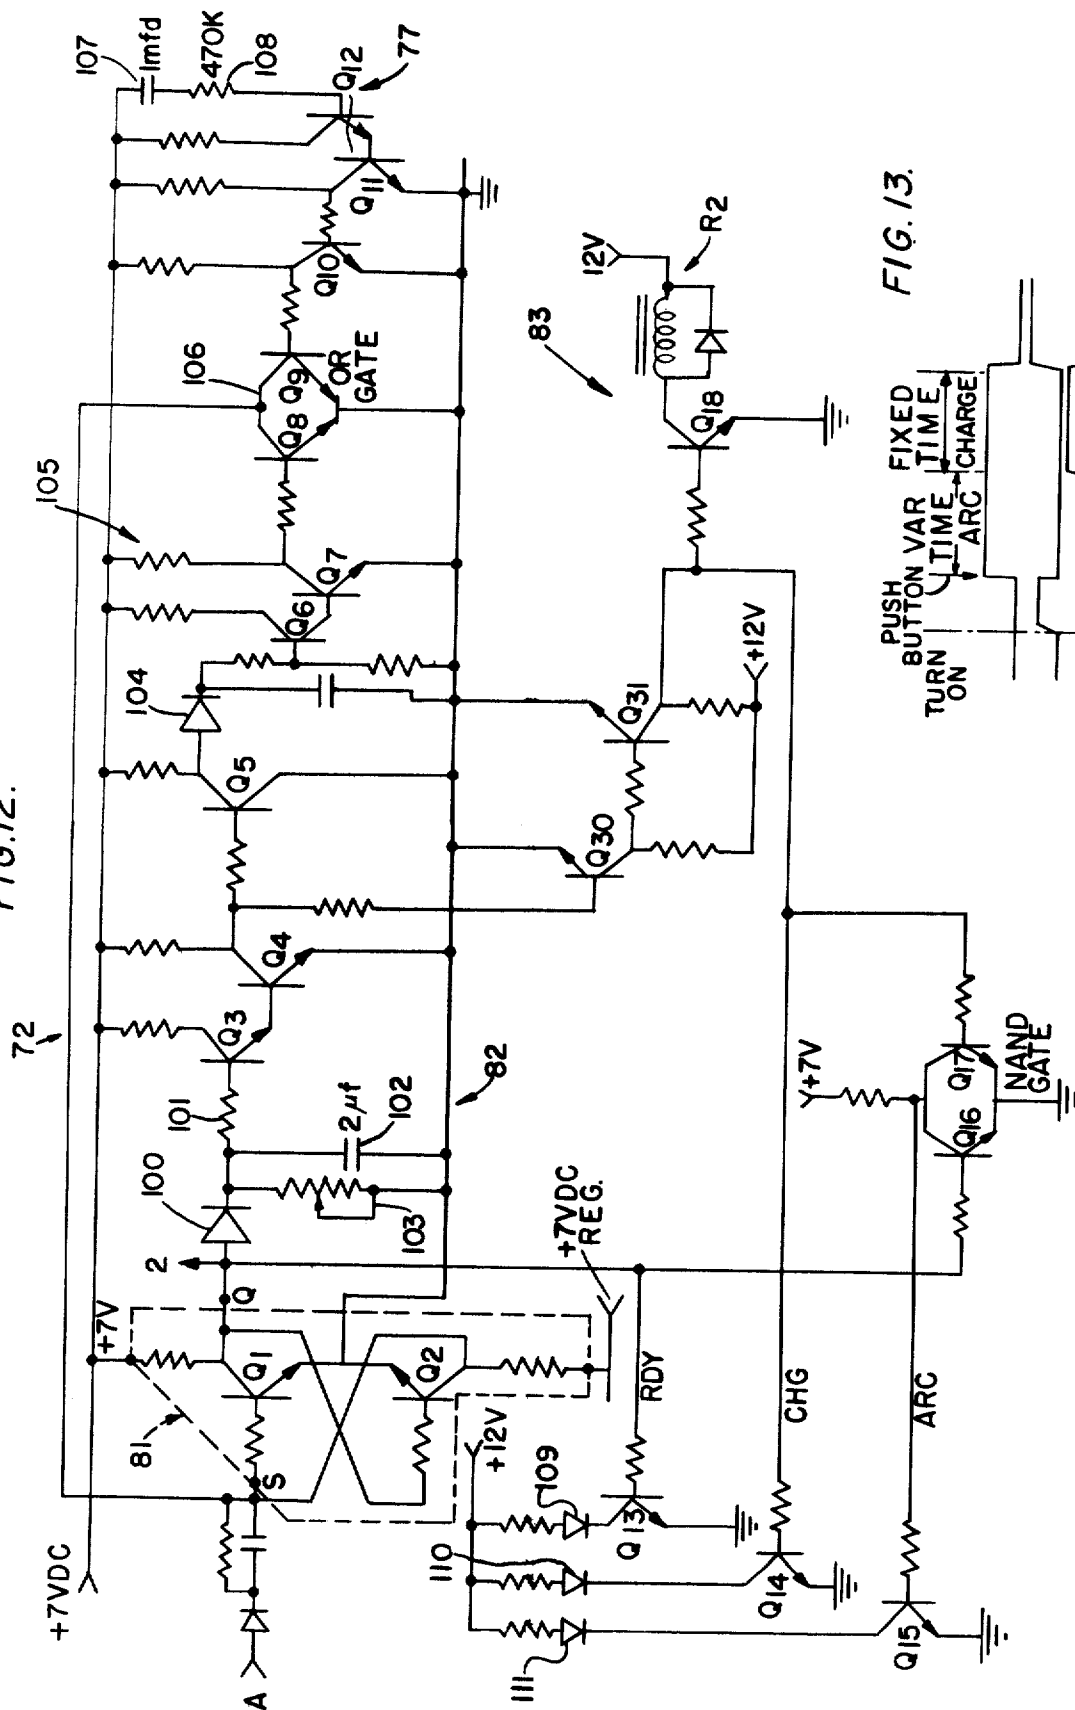 FIG.12.
72
+7VDC
+7V
81
A
S
Q
2
Q1
Q2
100
101
102
2μf
103
82
+7VDC
REG.
Q3
Q4
Q5
104
Q6
Q7
105
Q8
Q9
106
OR
GATE
Q10
Q11
Q12
107
1mfd
470K
108
77
Q30
Q31
+12V
83
12V
R2
Q18
+12V
109
110
111
Q13
Q14
Q15
RDY
CHG
ARC
+7V
Q16
Q17
NAND
GATE
FIG. 13.
PUSH
BUTTON
TURN
ON
VAR
TIME
ARC
FIXED
TIME
CHARGE